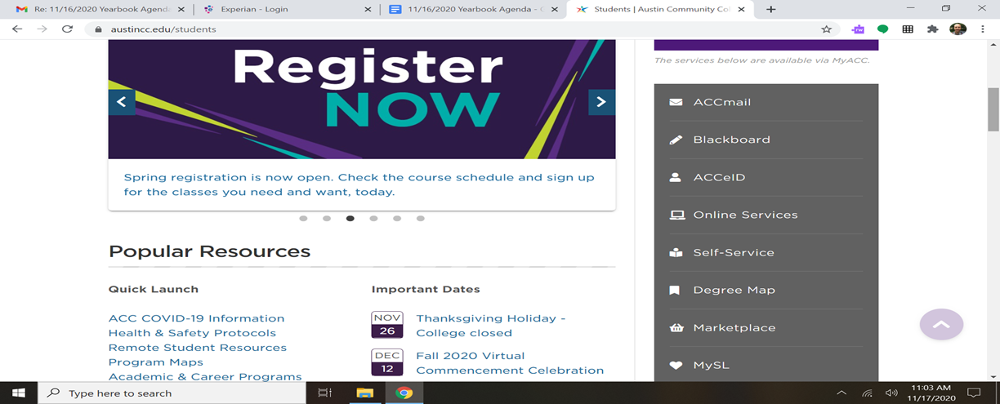 Re: 11/16/2020 Yearbook Agenda
Experian - Login
11/16/2020 Yearbook Agenda -
Students | Austin Community Co
austincc.edu/students
Register
NOW
Spring registration is now open. Check the course schedule and sign up
for the classes you need and want, today.
Popular Resources
Quick Launch
ACC COVID-19 Information
Health & Safety Protocols
Remote Student Resources
Program Maps
Academic & Career Programs
Important Dates
NOV
26
Thanksgiving Holiday -
College closed
DEC
12
Fall 2020 Virtual
Commencement Celebration
The services below are available via MyACC.
ACCmail
Blackboard
ACCeID
Online Services
Self-Service
Degree Map
Marketplace
MySL
Type here to search
11:03 AM
11/17/2020